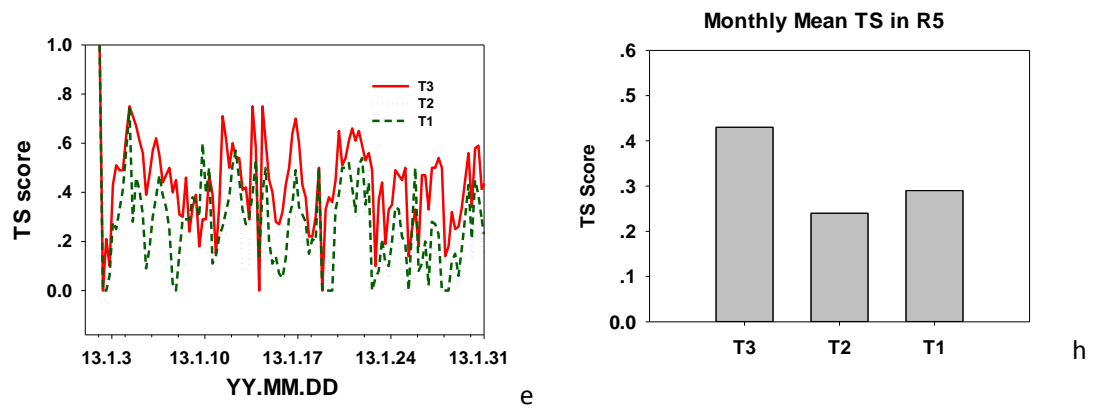 TS score
1.0
.8
.6
.4
.2
0.0
T3
T2
T1
13.1.3 13.1.10 13.1.17 13.1.24 13.1.31
YY.MM.DD
e
Monthly Mean TS in R5
TS Score
.6
.5
.4
.3
.2
.1
0.0
T3 T2 T1
h